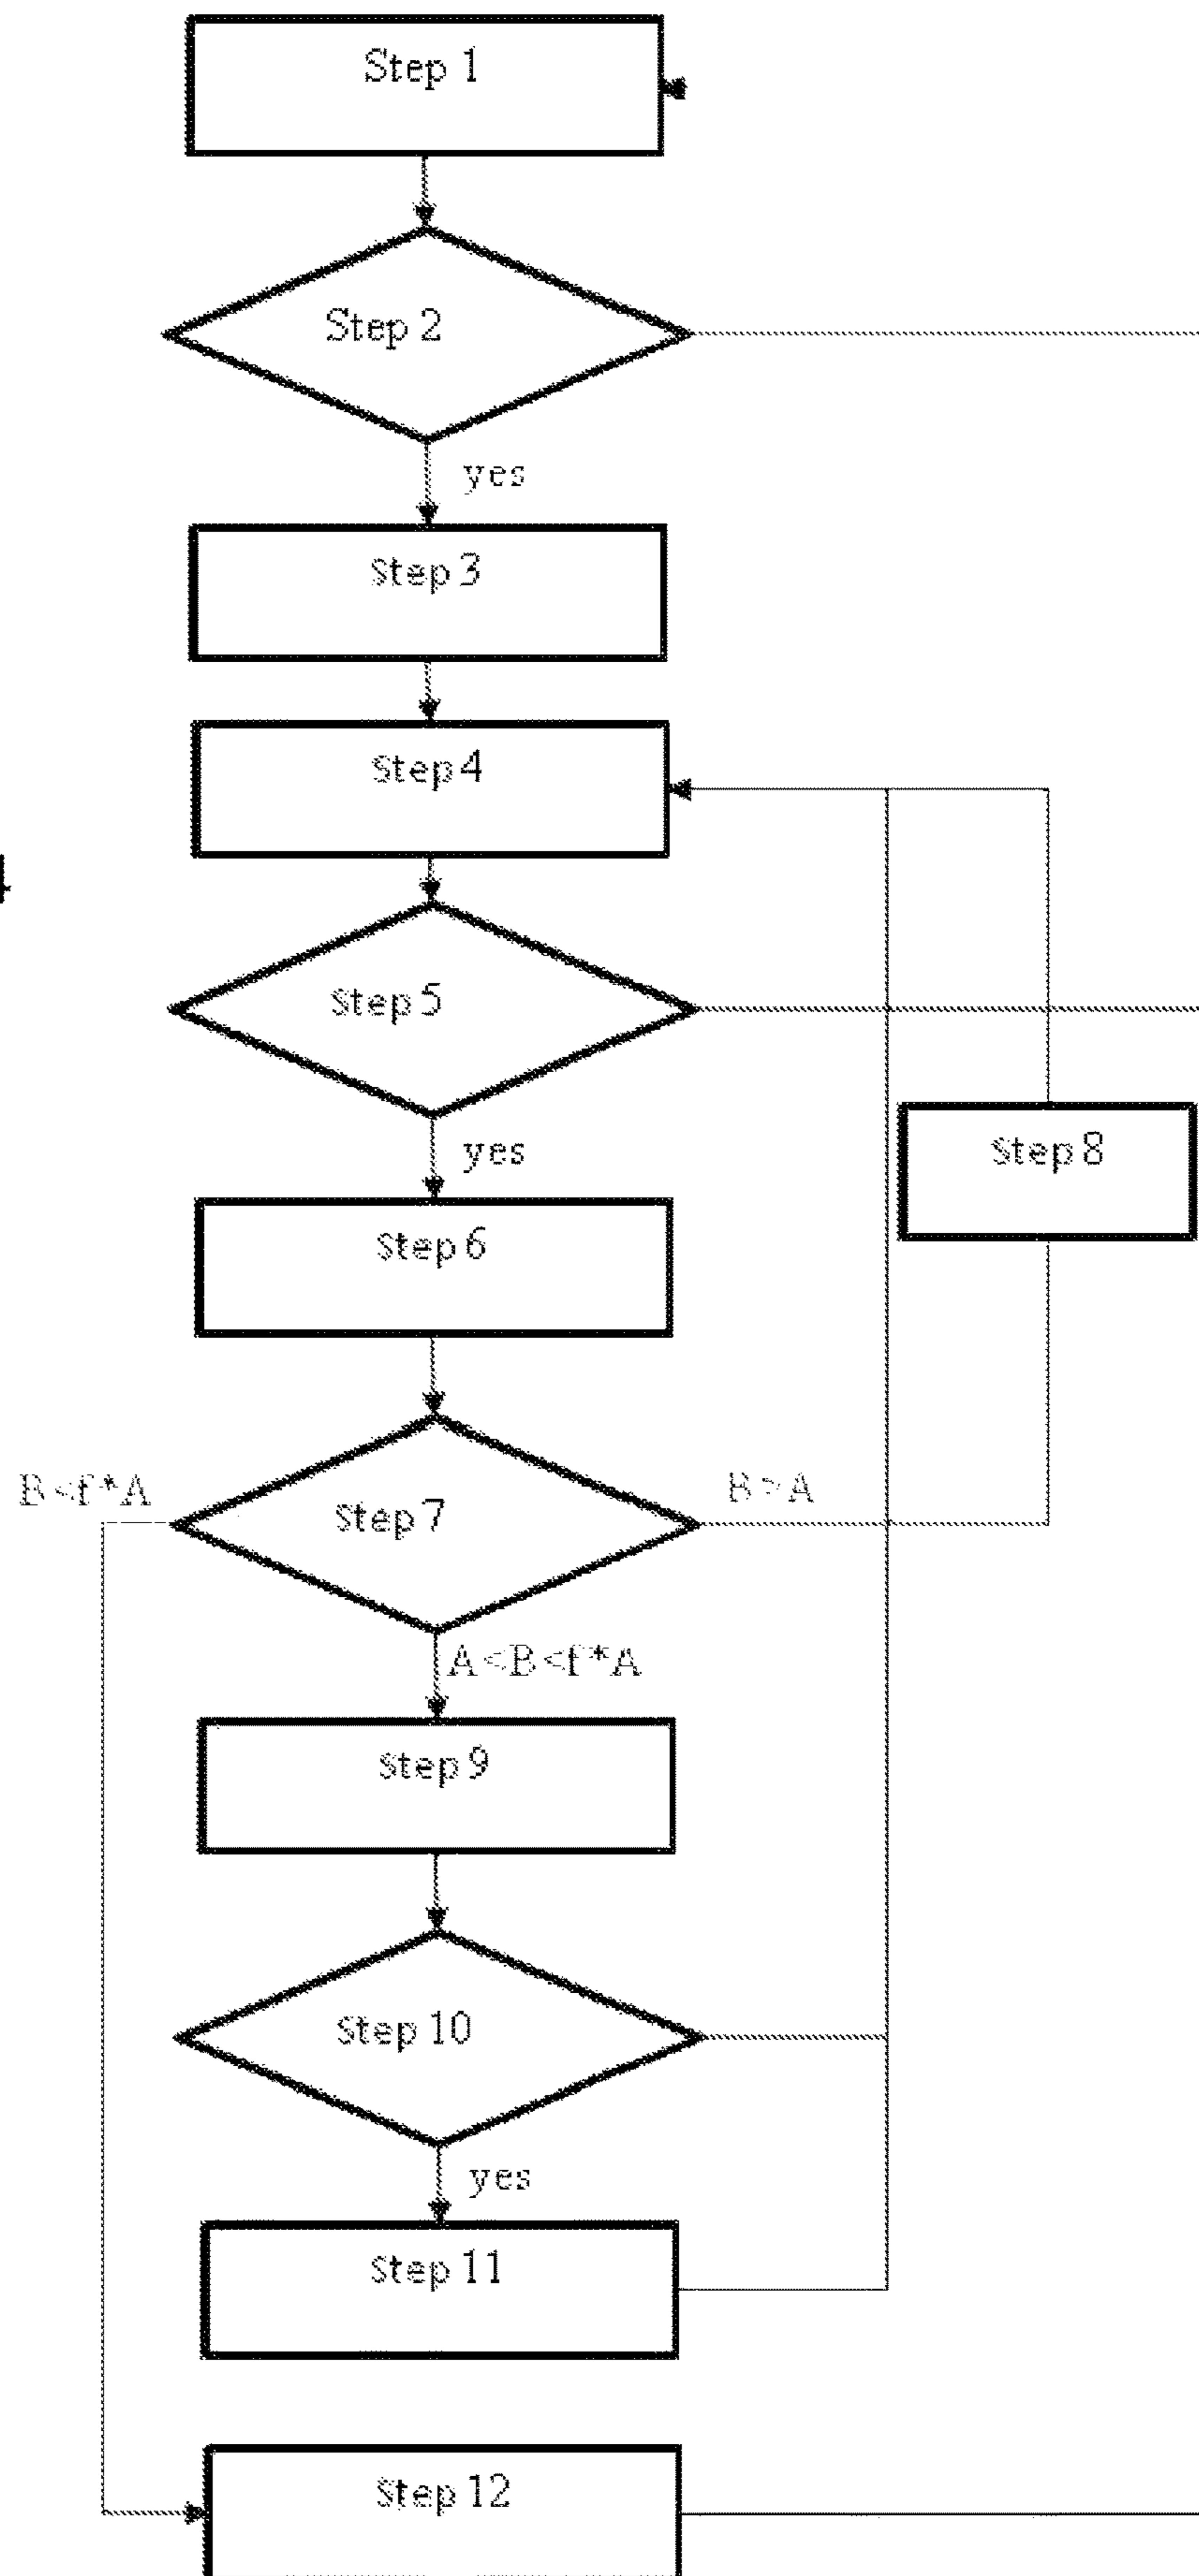 Step 1
Step 2
yes
Step 3
Step 4
Step 5
yes
Step 8
Step 6
B<f*A
Step 7
B>A
A<B<f*A
Step 9
Step 10
yes
Step 11
Step 12